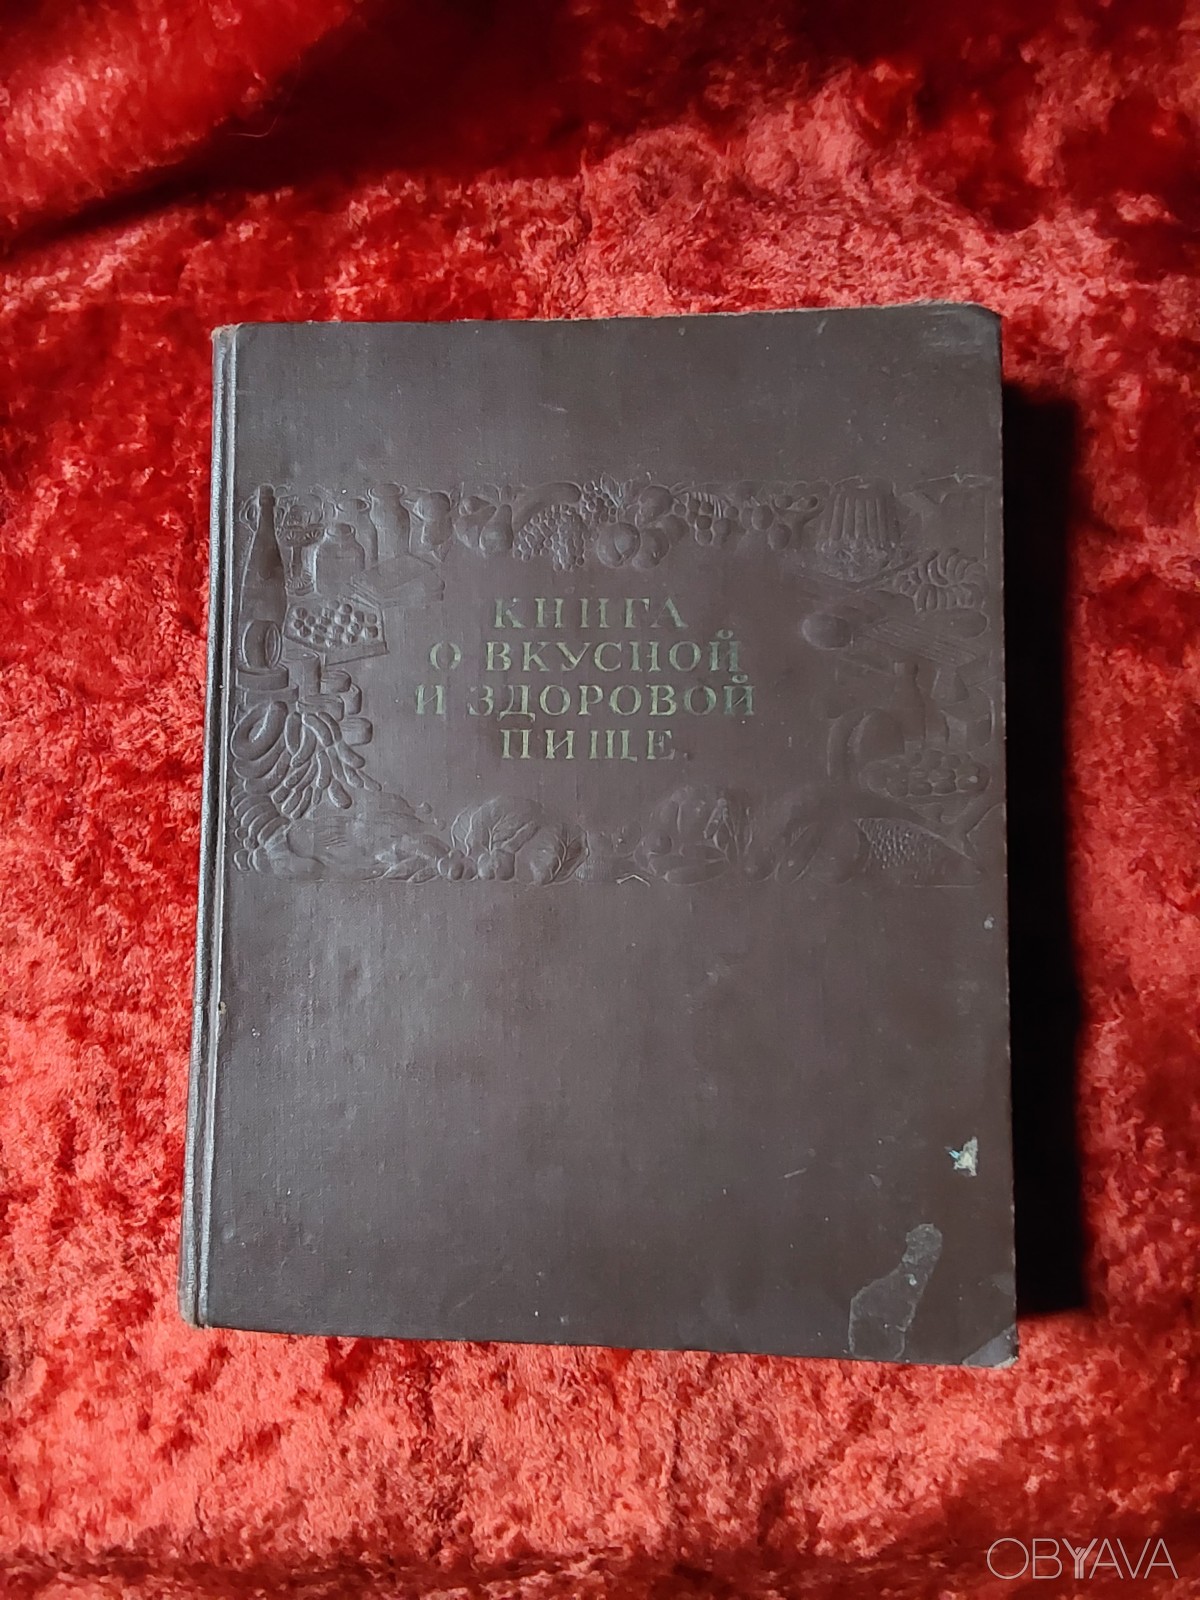 КНИГА
О ВКУСНОЙ
И ЗДОРОВОЙ
ПИЩЕ.
OBYAVA